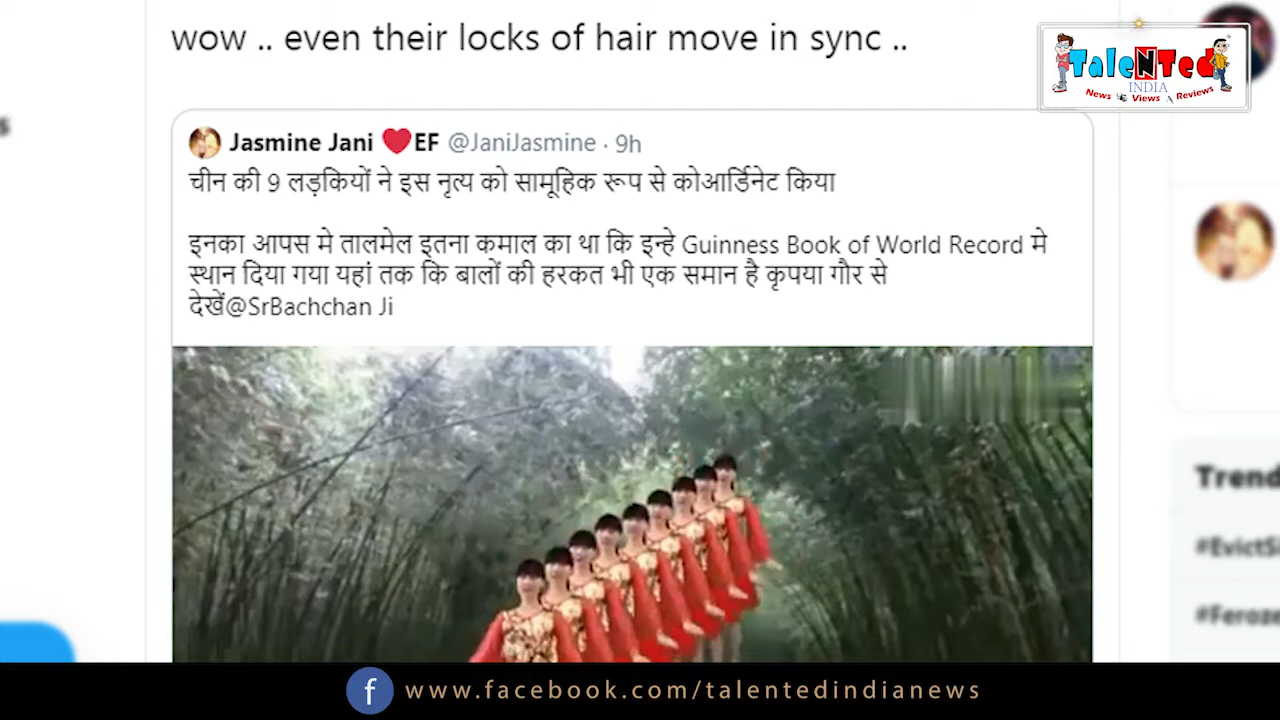 wow .. even their locks of hair move in sync ..
TaleNTed
INDIA
News Views Reviews
Jasmine Jani ❤EF @JaniJasmine · 9h
चीन की 9 लड़कियों ने इस नृत्य को सामूहिक रूप से कोआर्डिनेट किया
इनका आपस मे तालमेल इतना कमाल का था कि इन्हे Guinness Book of World Record मे
स्थान दिया गया यहां तक कि बालों की हरकत भी एक समान है कृपया गौर से
देखें@SrBachchan Ji
Trend
#EvictSi
#Feroze
f www.facebook.com/talentedindianews